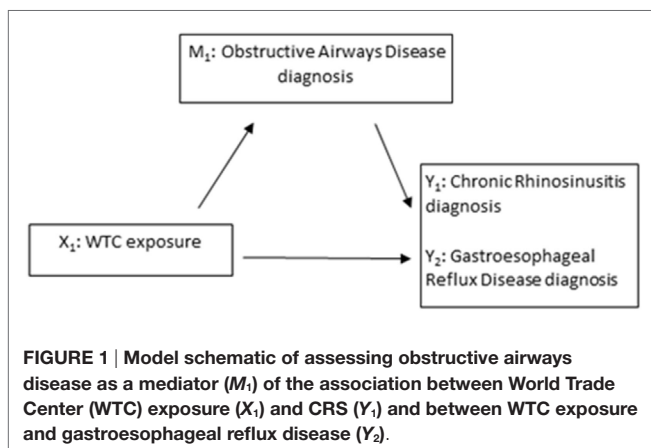 M₁: Obstructive Airways Disease
diagnosis
X₁: WTC exposure
Y₁: Chronic Rhinosinusitis
diagnosis
Y₂: Gastroesophageal
Reflux Disease diagnosis
FIGURE 1 | Model schematic of assessing obstructive airways
disease as a mediator (M₁) of the association between World Trade
Center (WTC) exposure (X₁) and CRS (Y₁) and between WTC exposure
and gastroesophageal reflux disease (Y₂).